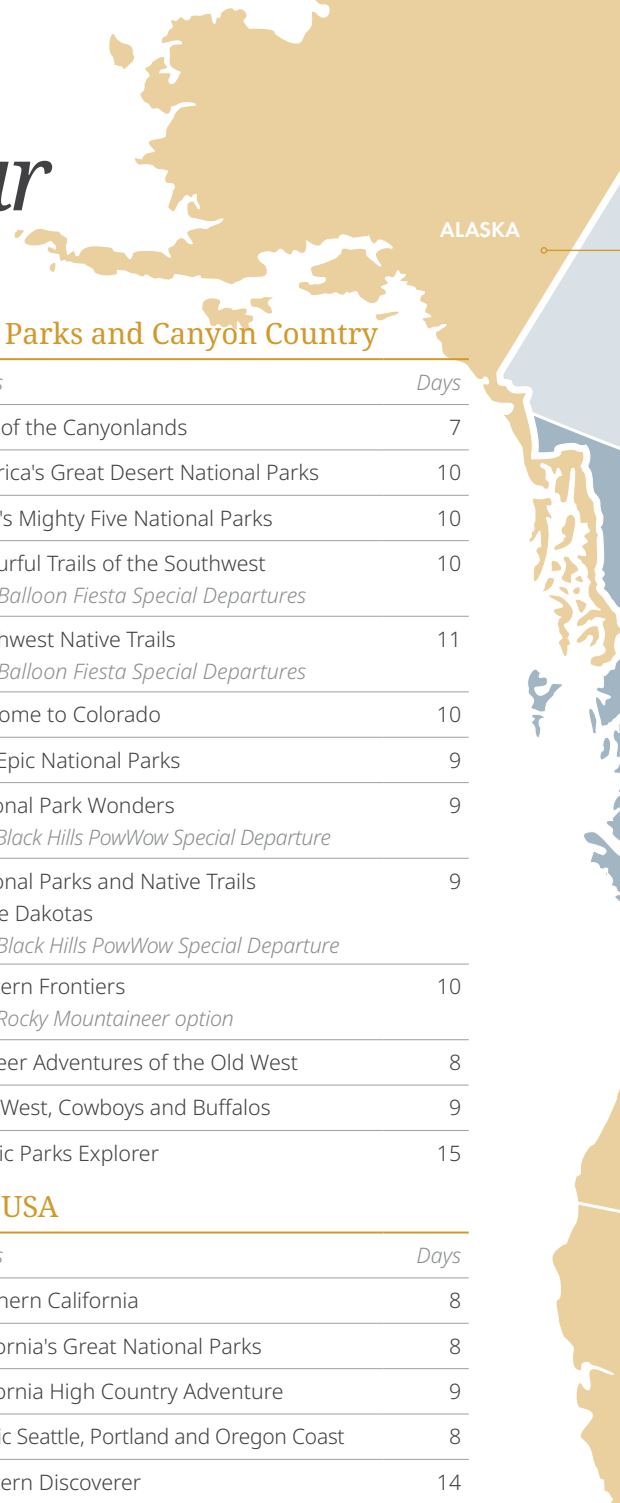 ur
ALASKA
Parks and Canyon Country
s Days
of the Canyonlands 7
rica's Great Desert National Parks 10
's Mighty Five National Parks 10
urful Trails of the Southwest 10
Balloon Fiesta Special Departures
hwest Native Trails 11
Balloon Fiesta Special Departures
ome to Colorado 10
Epic National Parks 9
onal Park Wonders 9
Black Hills PowWow Special Departure
onal Parks and Native Trails 9
e Dakotas
Black Hills PowWow Special Departure
ern Frontiers 10
Rocky Mountaineer option
eer Adventures of the Old West 8
West, Cowboys and Buffalos 9
ic Parks Explorer 15
USA
s Days
hern California 8
ornia's Great National Parks 8
ornia High Country Adventure 9
ic Seattle, Portland and Oregon Coast 8
ern Discoverer 14